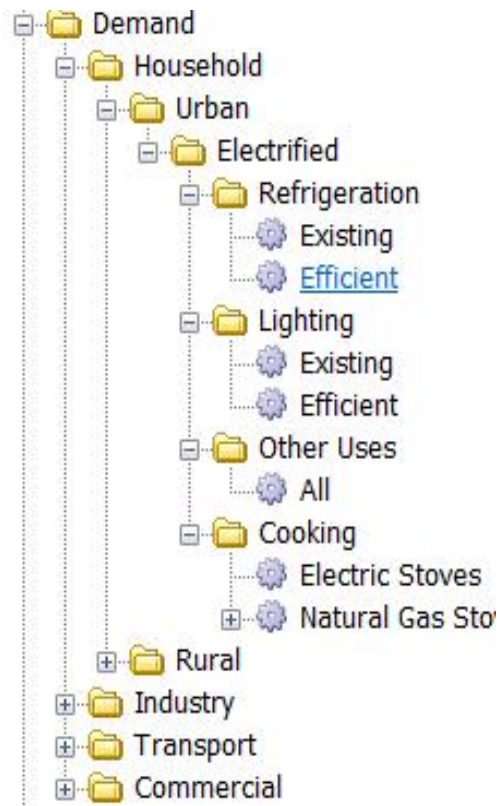 Demand
Household
Urban
Electrified
Refrigeration
Existing
Efficient
Lighting
Existing
Efficient
Other Uses
All
Cooking
Electric Stoves
Natural Gas
Rural
Industry
Transport
Commercial